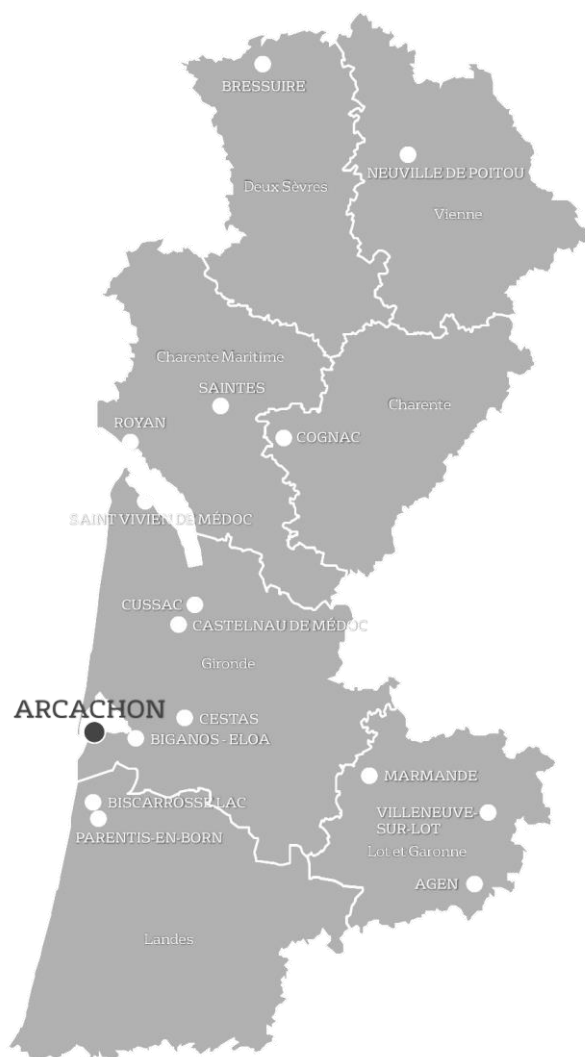 BRESSUIRE
NEUVILLE DE POITOU
Deux Sèvres
Vienne
Charente Maritime
SAINTES
Charente
ROYAN
COGNAC
SAINT VIVIEN DE MÉDOC
CUSSAC
CASTELNAU DE MÉDOC
Gironde
ARCACHON
CESTAS
BIGANOS - ELOA
MARMANDE
BISCARROSSE LAC
VILLENEUVE-
SUR-LOT
PARENTIS-EN-BORN
Lot et Garonne
AGEN
Landes